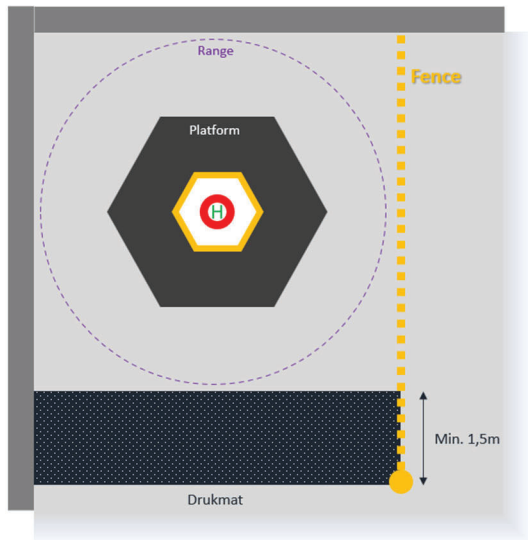 Range
Fence
Platform
H
Min. 1,5m
Drukmat